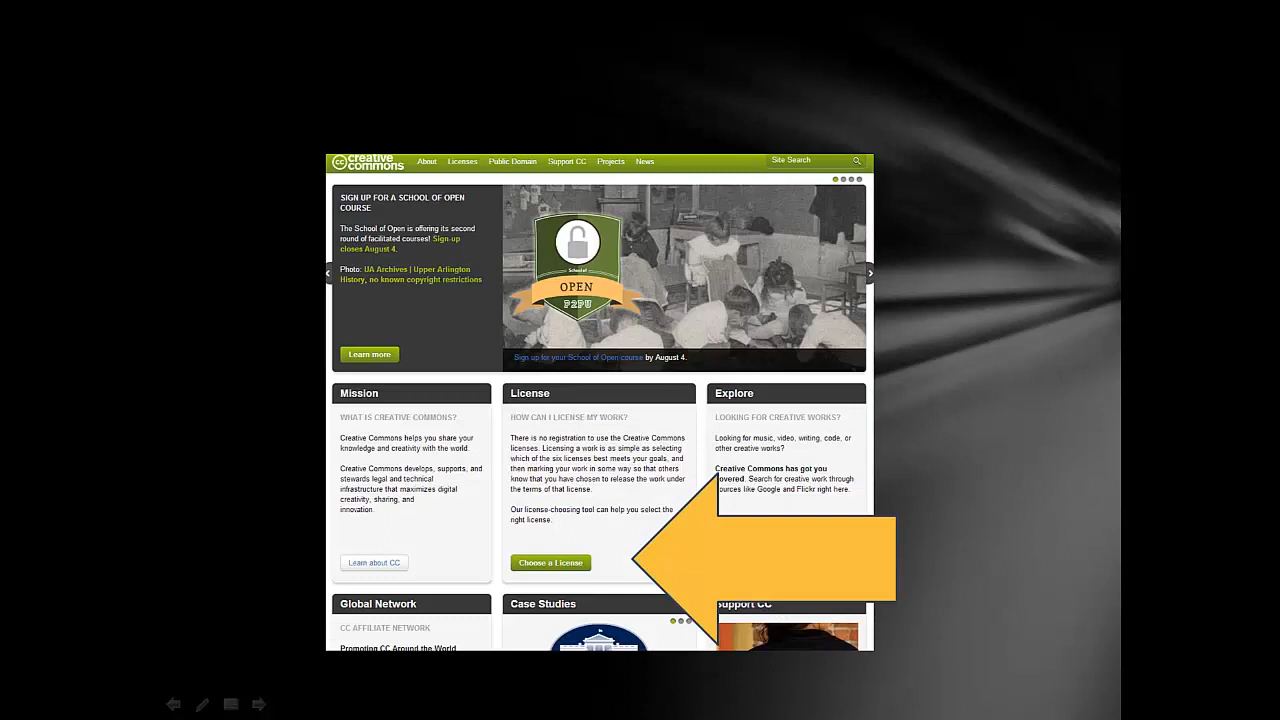 creative commons
About Licenses Public Domain Support CC Projects News
Site Search
SIGN UP FOR A SCHOOL OF OPEN
COURSE
The School of Open is offering its second
round of facilitated courses! Sign-up
closes August 4.
Photo: UA Archives | Upper Arlington
History, no known copyright restrictions
Learn more
School of
OPEN
P2PU
Sign up for your School of Open course by August 4.
Mission
WHAT IS CREATIVE COMMONS?
Creative Commons helps you share your
knowledge and creativity with the world.
Creative Commons develops, supports, and
stewards legal and technical
infrastructure that maximizes digital
creativity, sharing, and
innovation.
Learn about CC
License
HOW CAN I LICENSE MY WORK?
There is no registration to use the Creative Commons
licenses. Licensing a work is as simple as selecting
which of the six licenses best meets your goals, and
then marking your work in some way so that others
know that you have chosen to release the work under
the terms of that license.
Our license-choosing tool can help you select the
right license.
Choose a License
Explore
LOOKING FOR CREATIVE WORKS?
Looking for music, video, writing, code, or
other creative works?
Creative Commons has got you
covered. Search for creative work through
sources like Google and Flickr right here.
Global Network
CC AFFILIATE NETWORK
Promoting CC Around the World
Case Studies
Support CC